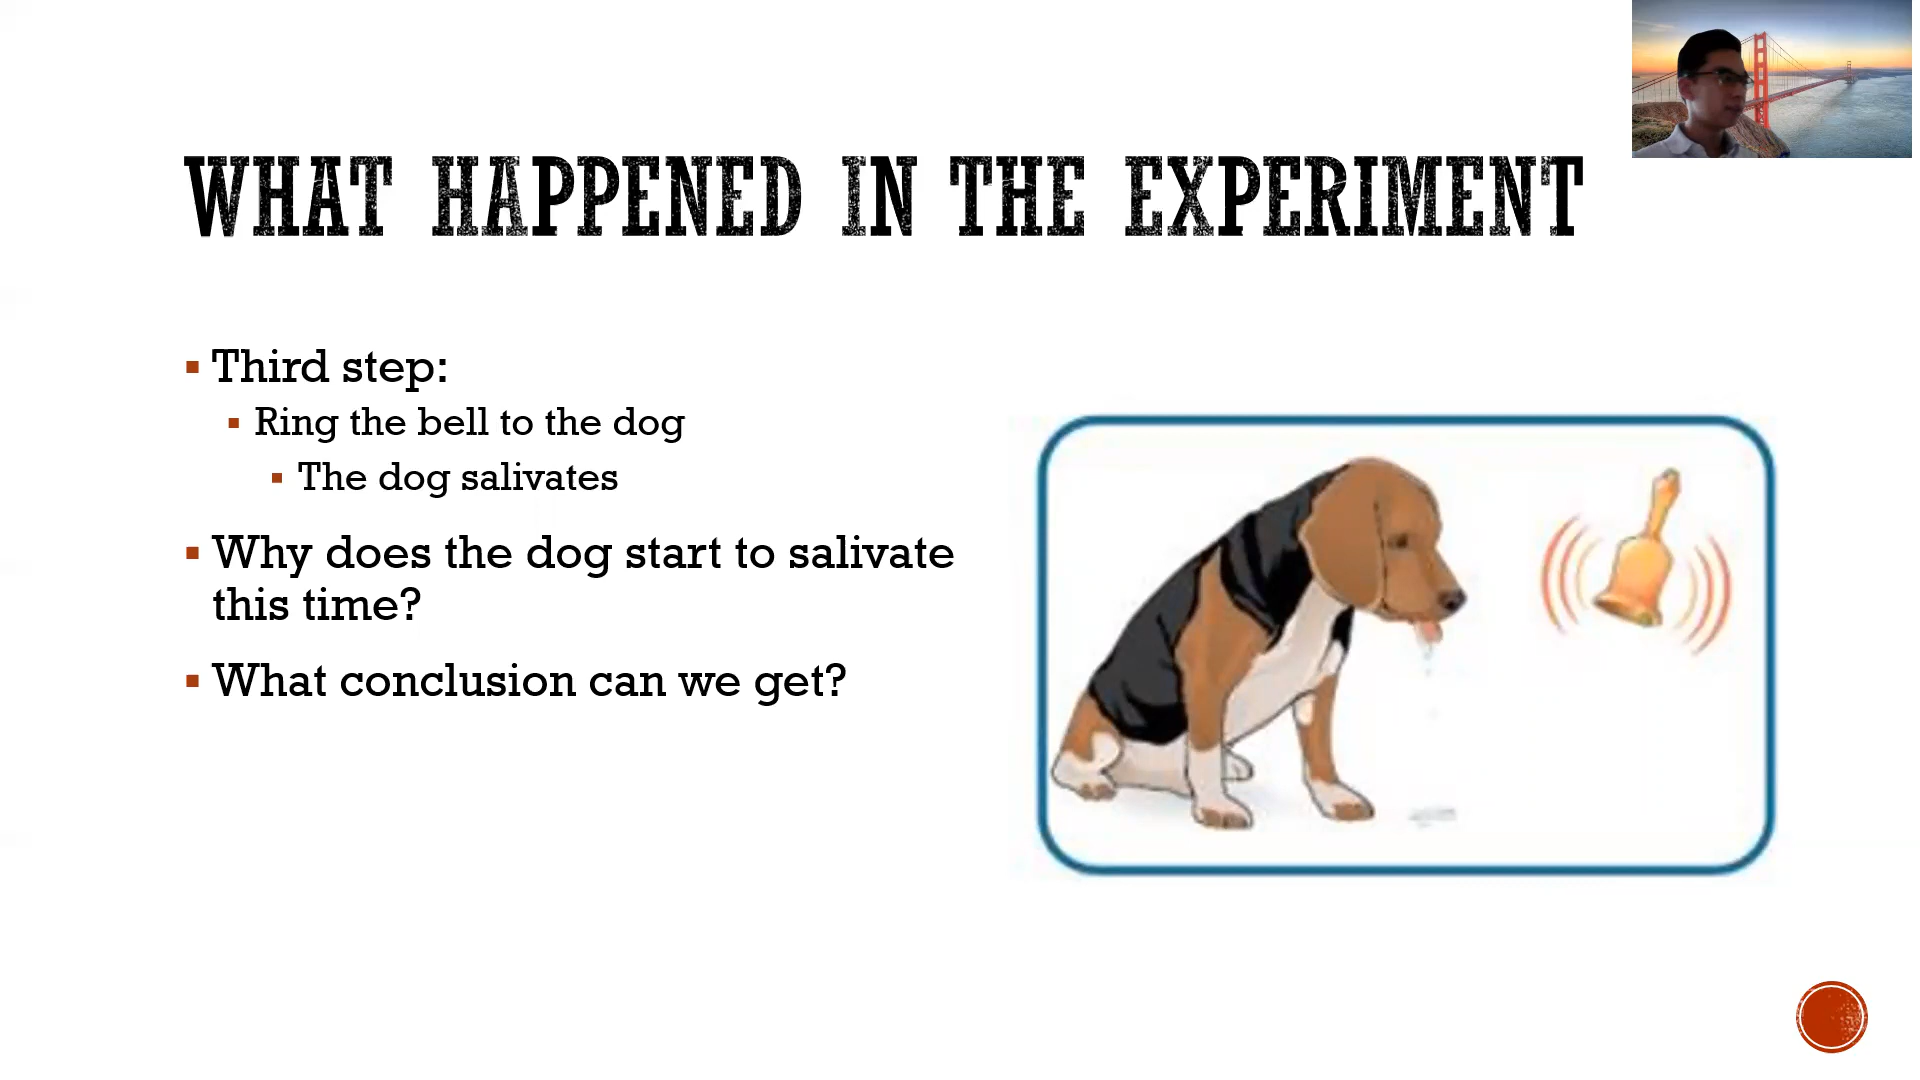 WHAT HAPPENED IN THE EXPERIMENT
Third step:
Ring the bell to the dog
The dog salivates
Why does the dog start to salivate
this time?
What conclusion can we get?